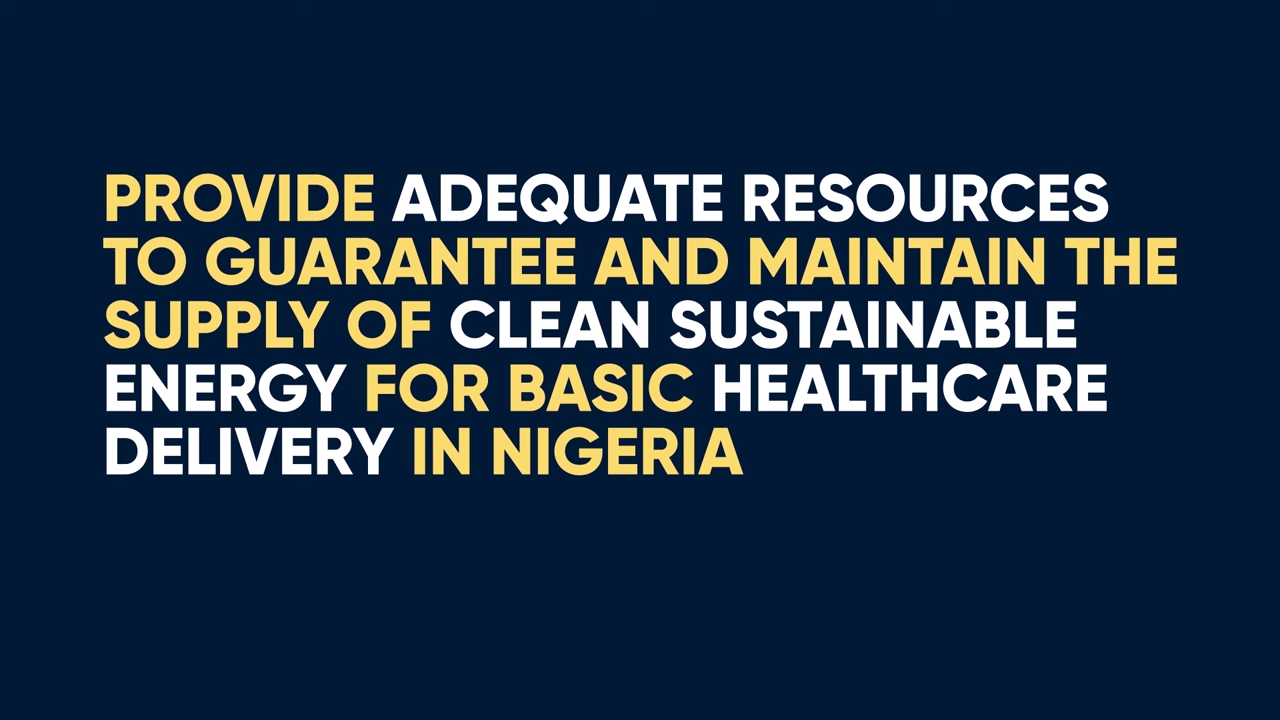 PROVIDE ADEQUATE RESOURCES
TO GUARANTEE AND MAINTAIN THE
SUPPLY OF CLEAN SUSTAINABLE
ENERGY FOR BASIC HEALTHCARE
DELIVERY IN NIGERIA